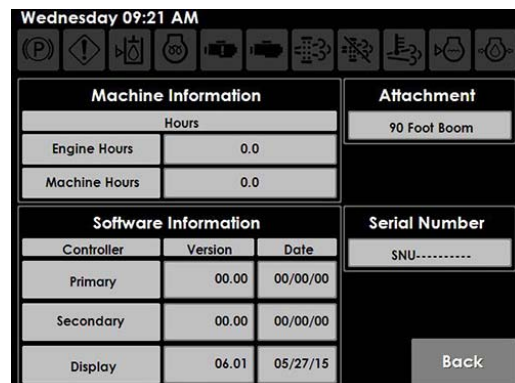 Wednesday 09:21 AM
(P)
Machine Information
Hours
Engine Hours 0.0
Machine Hours 0.0
Attachment
90 Foot Boom
Software Information
Controller Version Date
Primary 00.00 00/00/00
Secondary 00.00 00/00/00
Display 06.01 05/27/15
Serial Number
SNU----------
Back